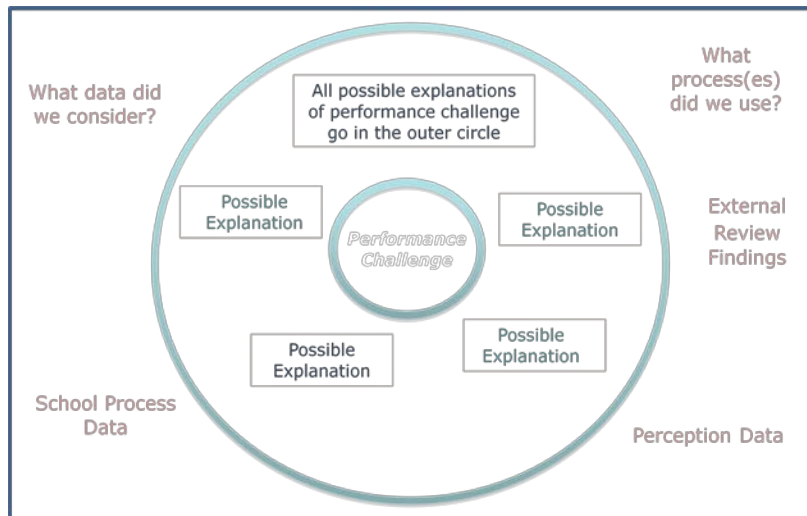 What data did
we consider?
What
process(es)
did we use?
All possible explanations
of performance challenge
go in the outer circle
Possible
Explanation
Possible
Explanation
External
Review
Findings
Performance
Challenge
Possible
Explanation
Possible
Explanation
School Process
Data
Perception Data